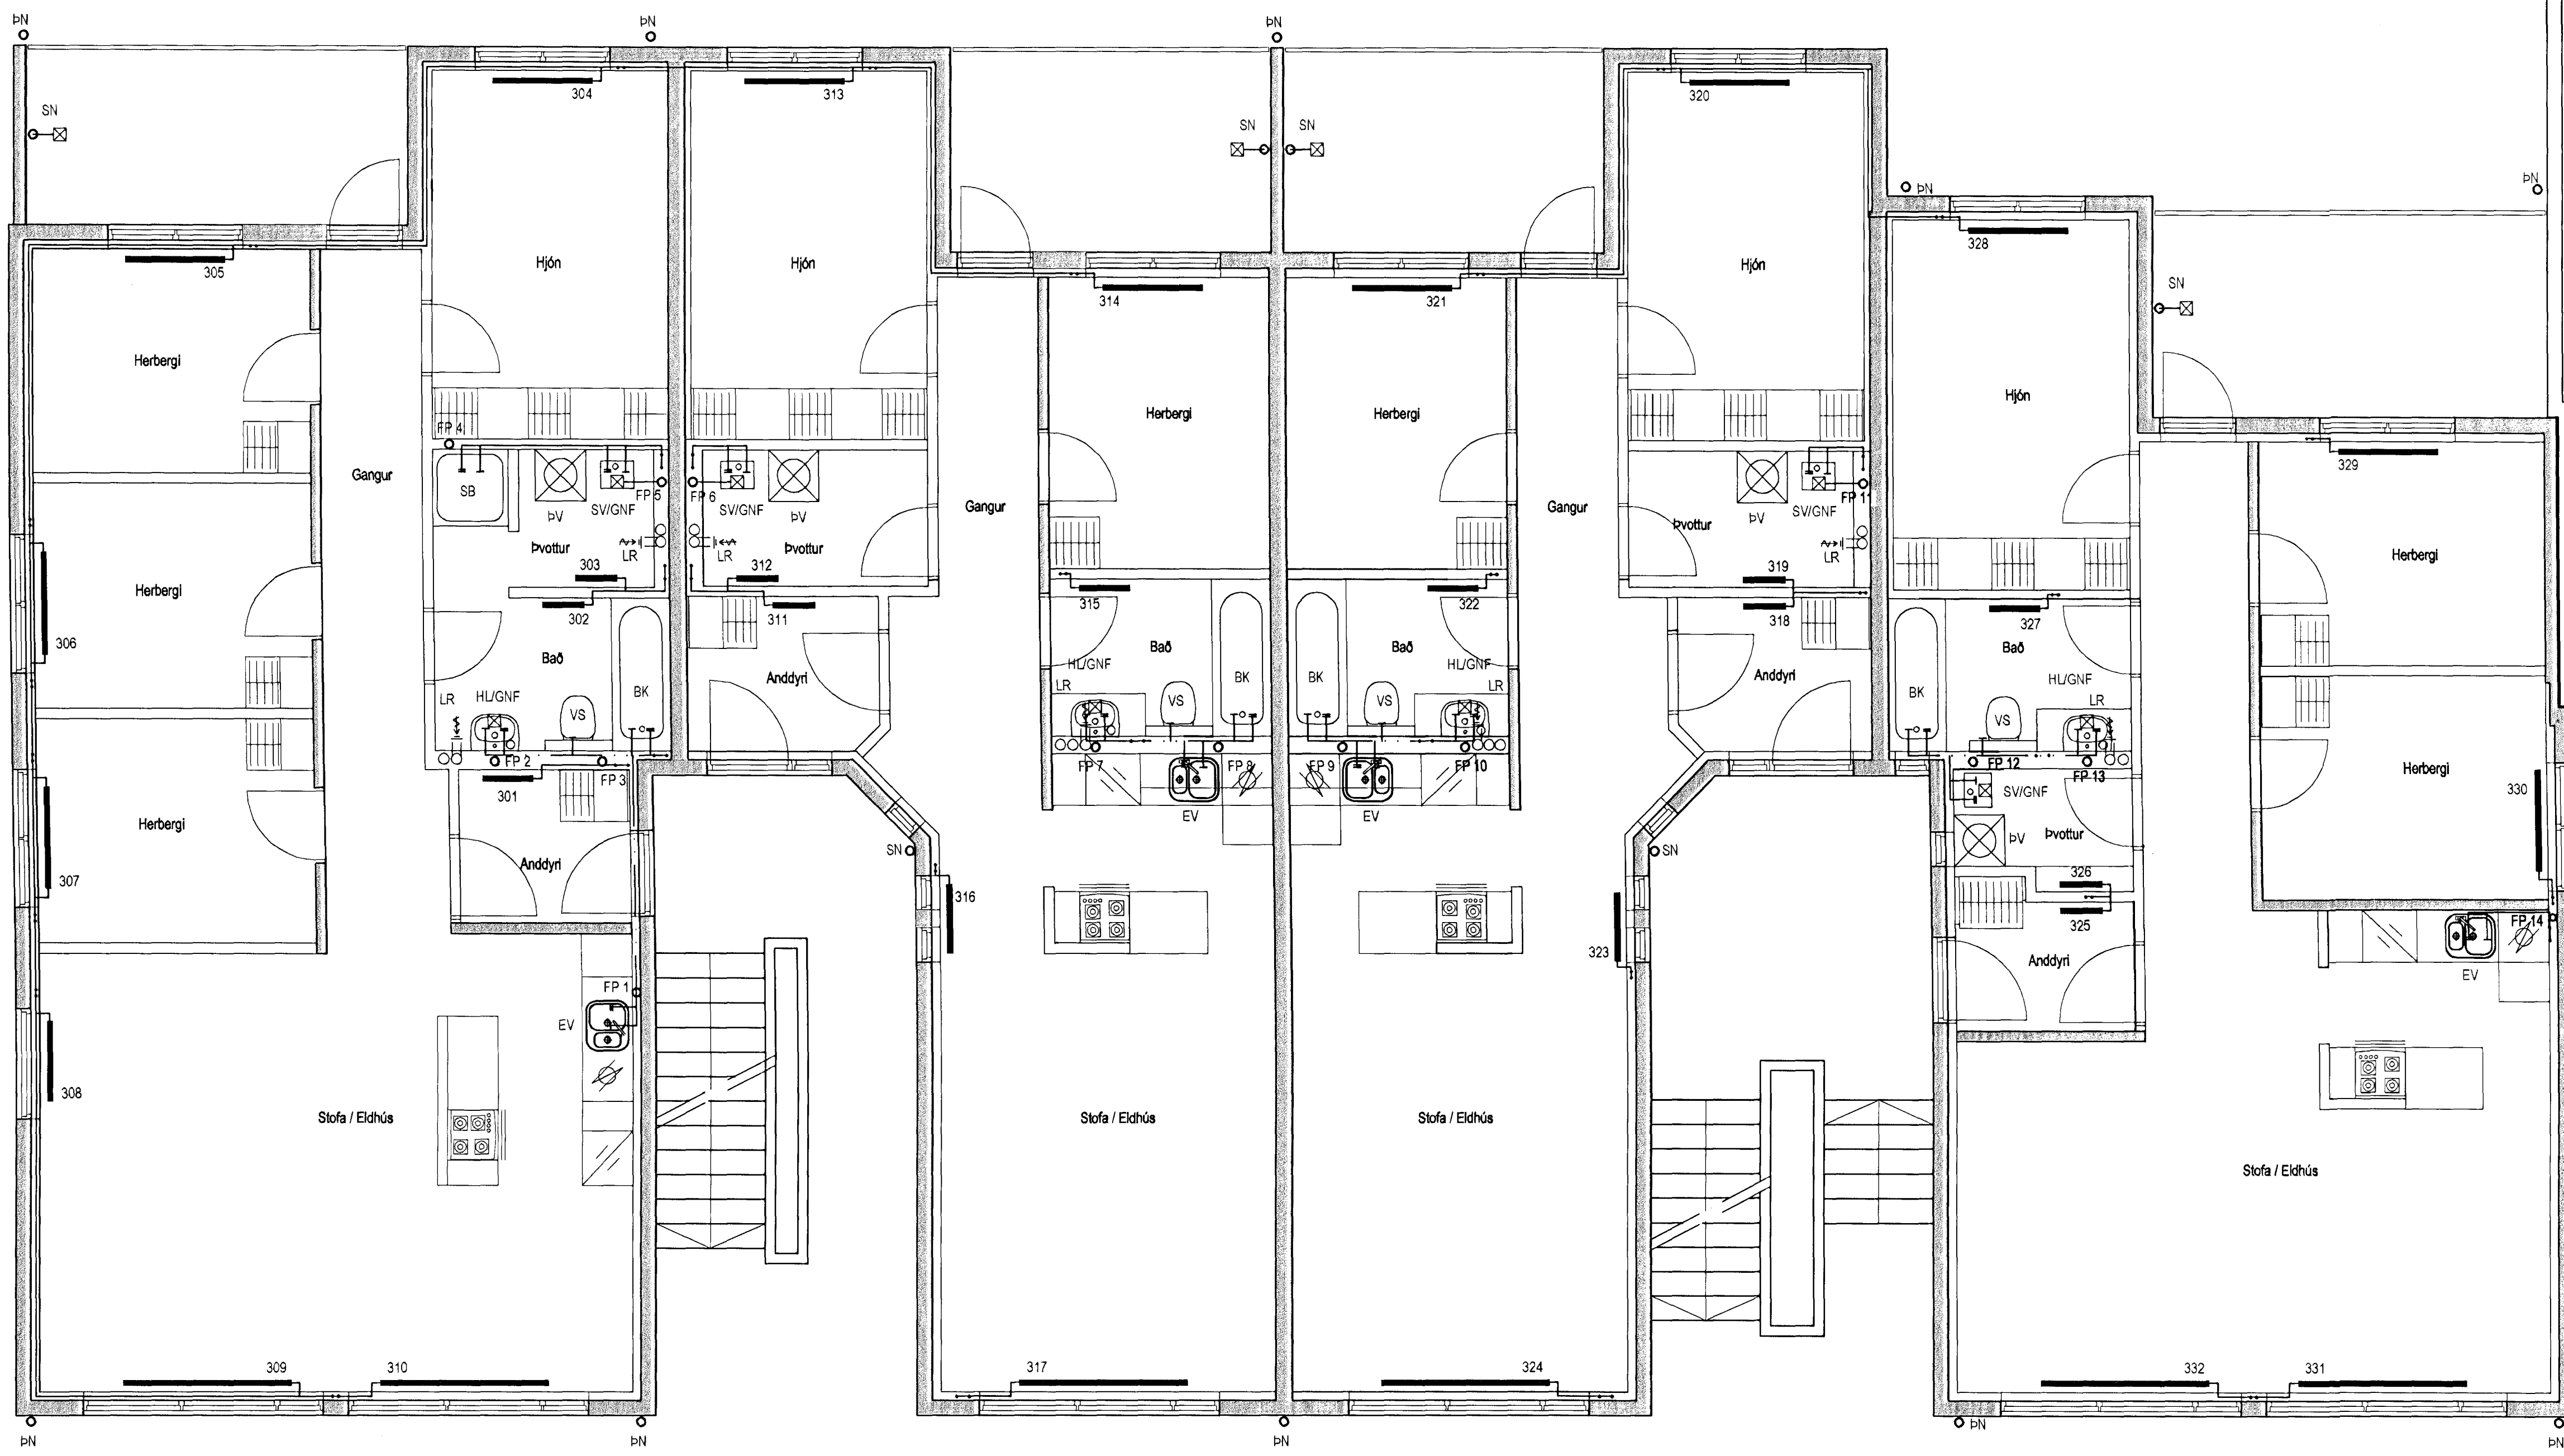 ÞN
ÞN
ÞN
SN
304
313
320
SN
SN
ÞN
ÞN
305
Hjón
Hjón
314
321
Hjón
328
SN
Herbergi
Hjón
Herbergi
Herbergi
FP 4
Gangur
SB
ÞV
SV/GNF
FP 5
FP 6
SV/GNF
ÞV
Gangur
Gangur
ÞV
SV/GNF
FP 11
329
Þvottur
LR
LR
Þvottur
Þvottur
LR
Herbergi
303
312
319
Herbergi
306
302
311
315
322
318
327
Bað
Anddyri
Bað
Bað
Anddyri
Bað
LR
HL/GNF
VS
BK
HL/GNF
LR
VS
BK
BK
VS
HL/GNF
LR
BK
VS
HL/GNF
LR
FP 2
FP 3
FP 7
FP 8
FP 9
FP 10
FP 12
FP 13
Herbergi
301
SV/GNF
330
Herbergi
EV
EV
ÞV
Þvottur
307
Anddyri
SN
SN
316
326
325
323
FP 14
Anddyri
EV
FP 1
EV
308
Stofa / Eldhús
Stofa / Eldhús
Stofa / Eldhús
Stofa / Eldhús
309
310
317
324
332
331
ÞN
ÞN
ÞN
ÞN
ÞN